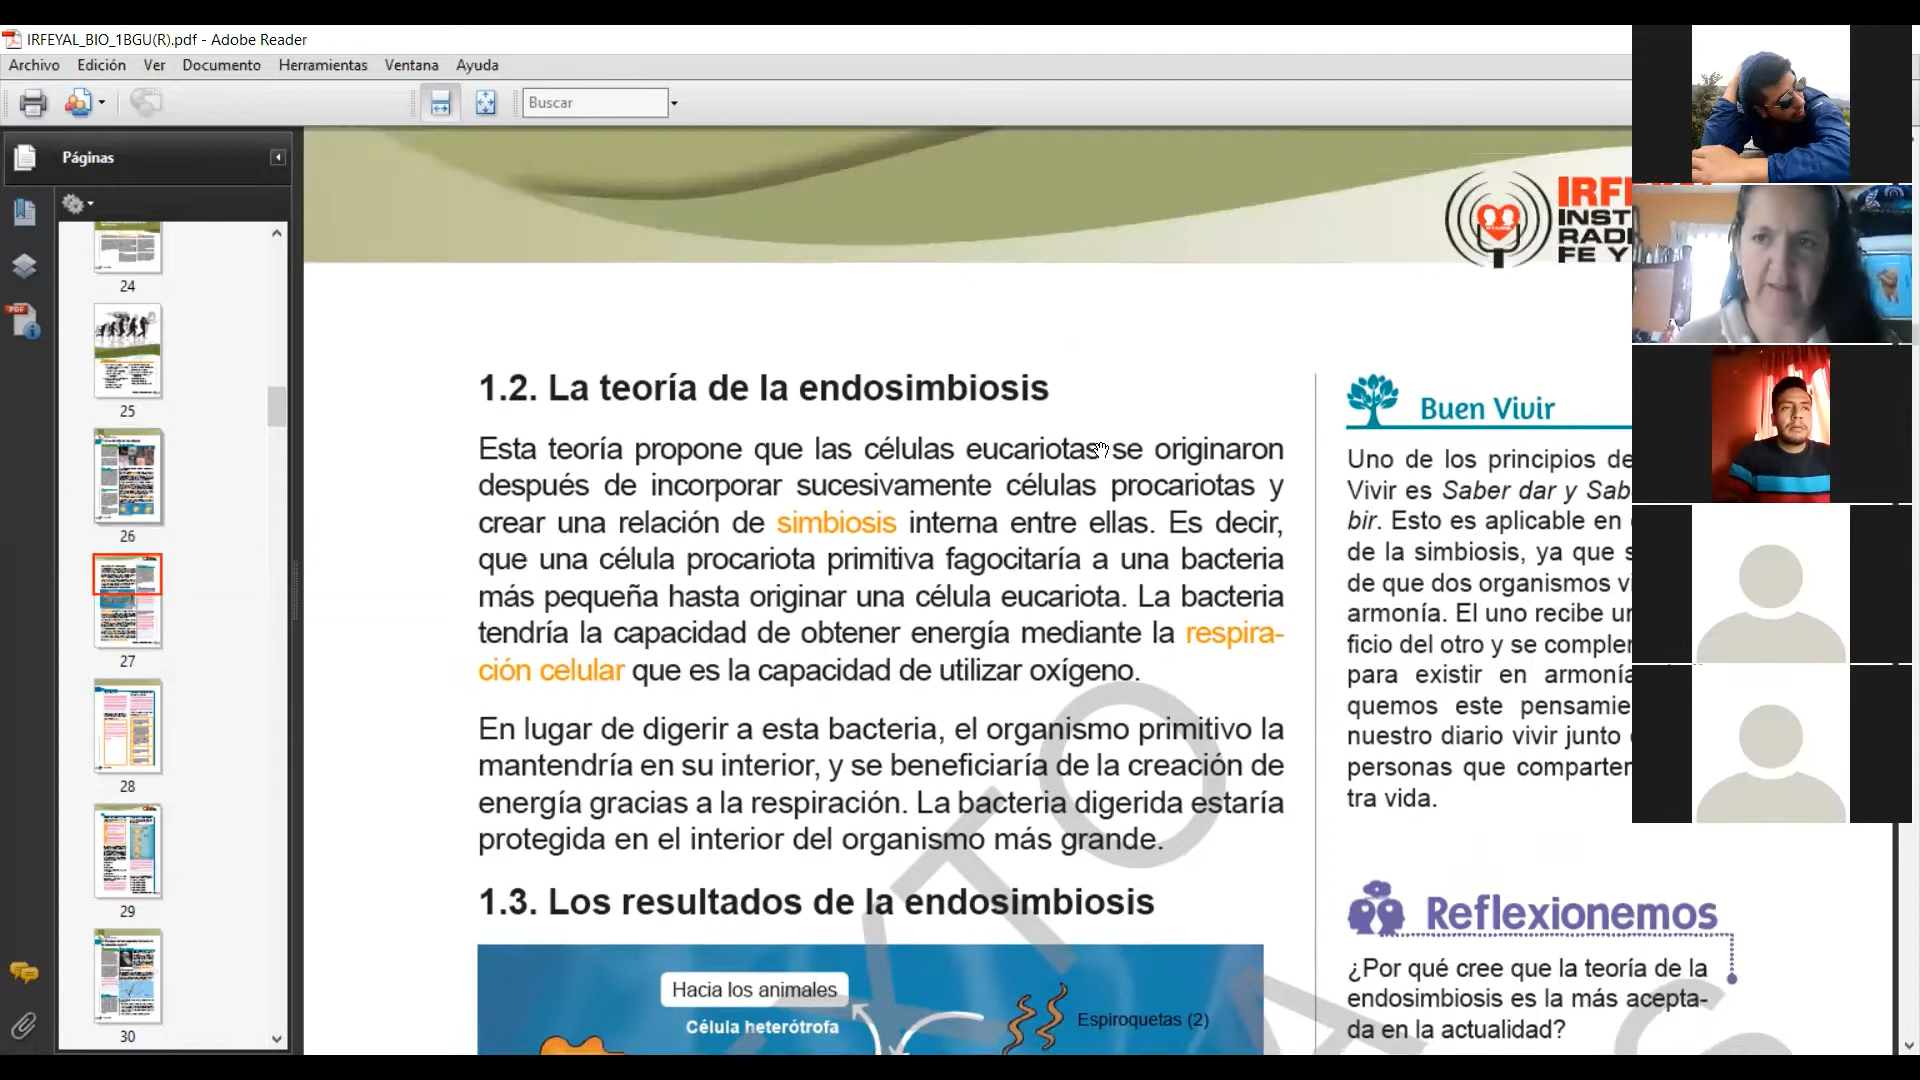 IRFEYAL_BIO_1BGU(R).pdf - Adobe Reader
Archivo Edición Ver Documento Herramientas Ventana Ayuda
Buscar
Páginas
24
25
26
27
28
29
30
INST
RADI
FE Y
1.2. La teoría de la endosimbiosis
Esta teoría propone que las células eucariotas se originaron
después de incorporar sucesivamente células procariotas y
crear una relación de simbiosis interna entre ellas. Es decir,
que una célula procariota primitiva fagocitaría a una bacteria
más pequeña hasta originar una célula eucariota. La bacteria
tendría la capacidad de obtener energía mediante la respira-
ción celular que es la capacidad de utilizar oxígeno.
En lugar de digerir a esta bacteria, el organismo primitivo la
mantendría en su interior, y se beneficiaría de la creación de
energía gracias a la respiración. La bacteria digerida estaría
protegida en el interior del organismo más grande.
1.3. Los resultados de la endosimbiosis
Hacia los animales
Célula heterótrofa
Espiroquetas (2)
Buen Vivir
Uno de los principios de
Vivir es Saber dar y Sab
bir. Esto es aplicable en
de la simbiosis, ya que s
de que dos organismos vi
armonía. El uno recibe un
ficio del otro y se complem
para existir en armonía
quemos este pensamie
nuestro diario vivir junto
personas que comparten
tra vida.
Reflexionemos
¿Por qué cree que la teoría de la
endosimbiosis es la más acepta-
da en la actualidad?